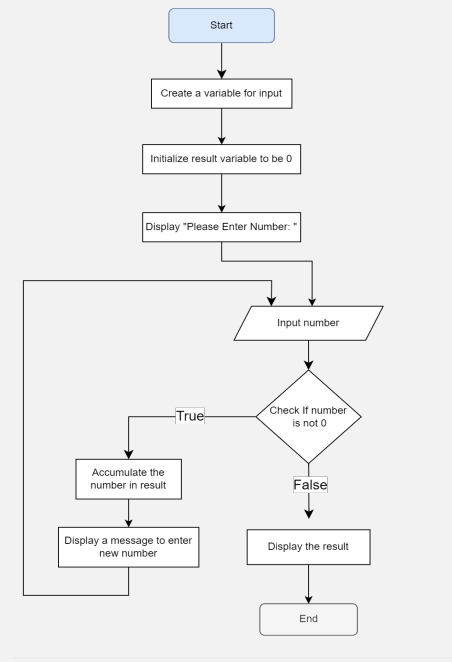 Start
Create a variable for input
Initialize result variable to be 0
Display "Please Enter Number: "
Input number
Check If number
is not 0
True
False
Accumulate the
number in result
Display a message to enter
new number
Display the result
End